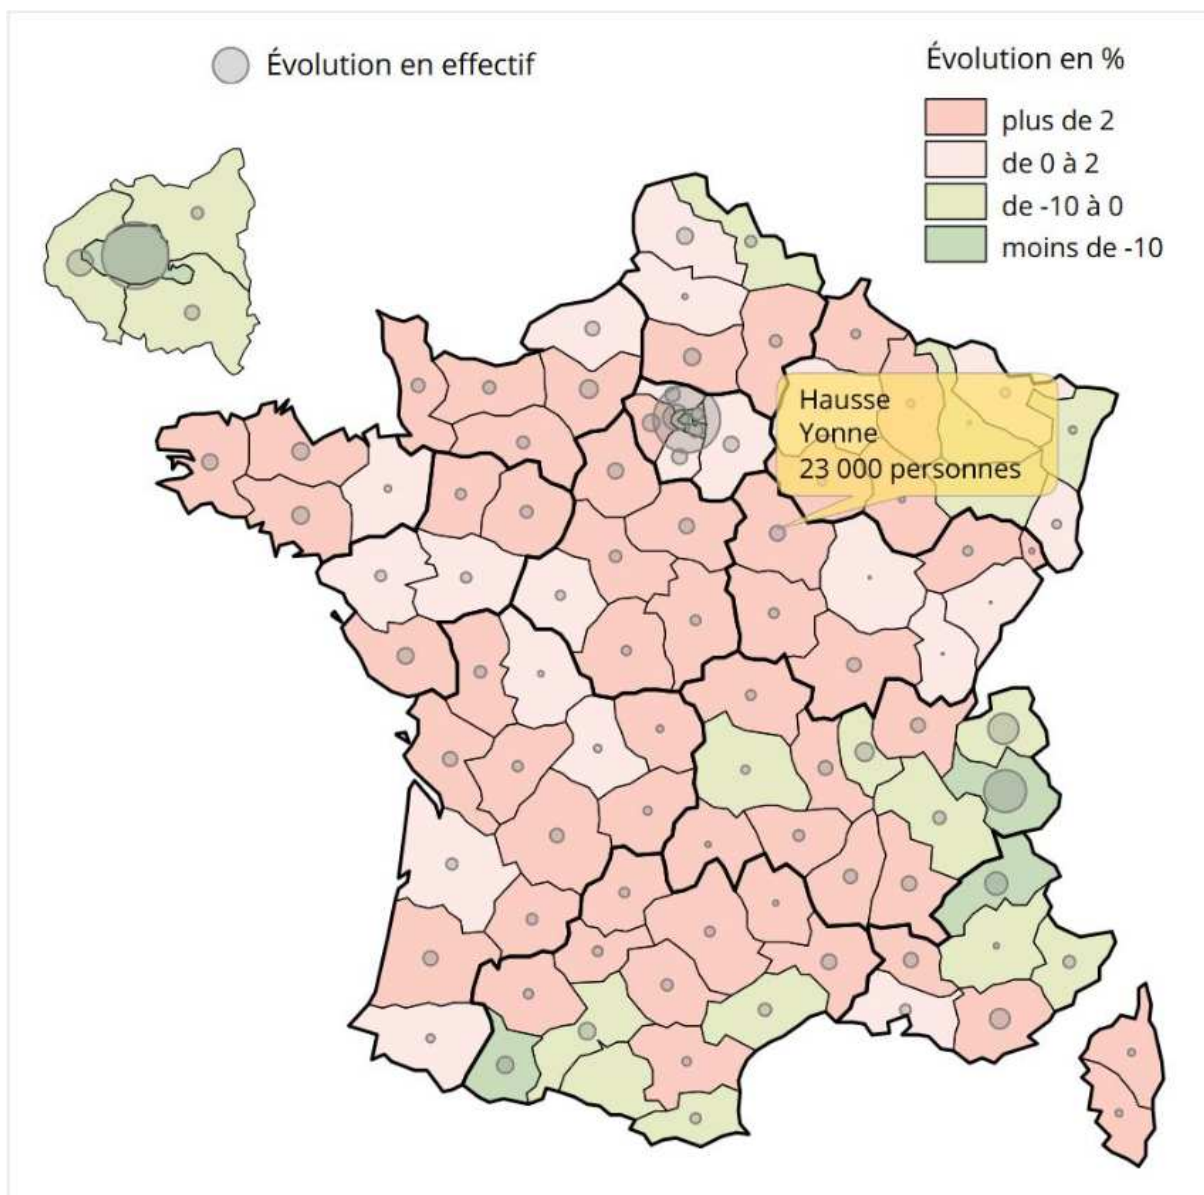 Évolution en effectif
Évolution en %
plus de 2
de 0 à 2
de -10 à 0
moins de -10
Hausse
Yonne
23 000 personnes